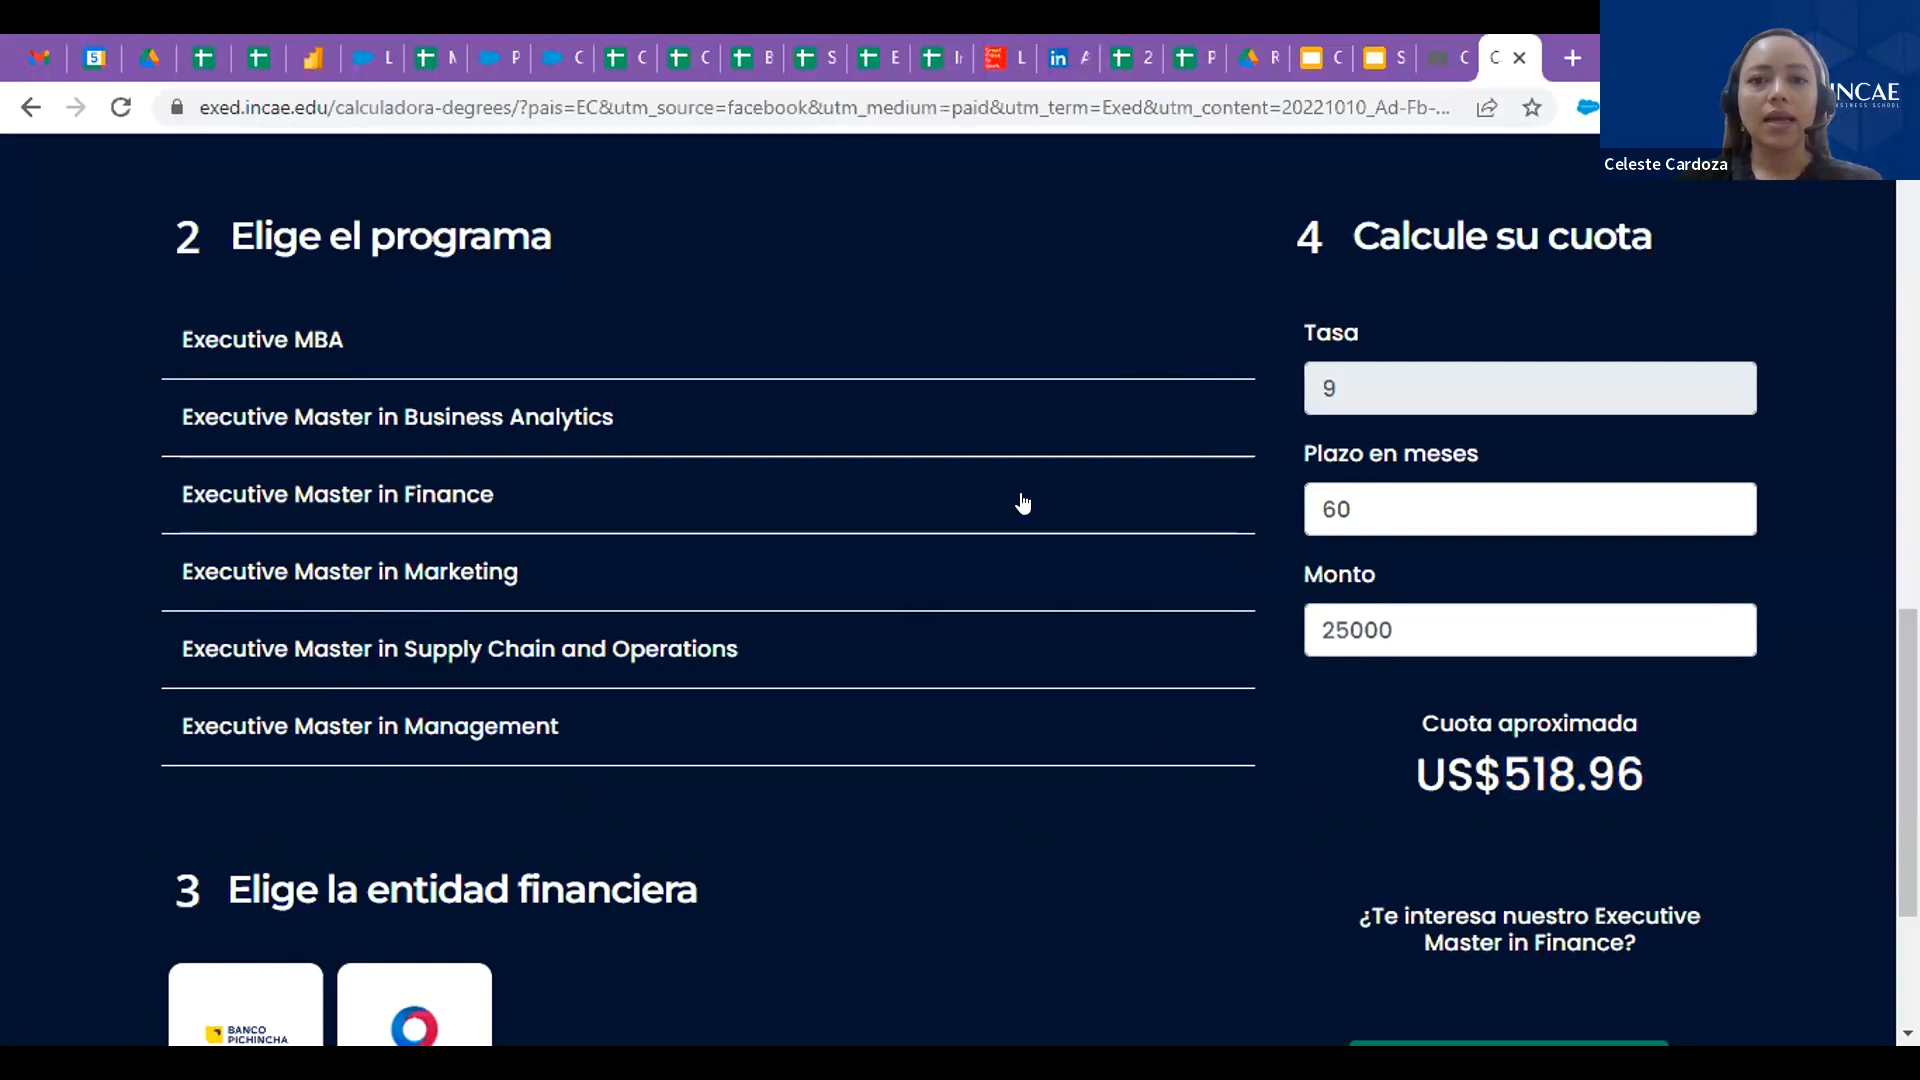 5
L
M
P
C
C
C
B
S
E
L
A
2
P
R
C
S
C
C
exed.incae.edu/calculadora-degrees/?pais=EC&utm_source=facebook&utm_medium=paid&utm_term=Exed&utm_content=20221010_Ad-Fb-...
INCAE
BUSINESS SCHOOL
Celeste Cardoza
2 Elige el programa
Executive MBA
Executive Master in Business Analytics
Executive Master in Finance
Executive Master in Marketing
Executive Master in Supply Chain and Operations
Executive Master in Management
3 Elige la entidad financiera
BANCO
PICHINCHA
4 Calcule su cuota
Tasa
9
Plazo en meses
60
Monto
25000
Cuota aproximada
US$518.96
¿Te interesa nuestro Executive
Master in Finance?